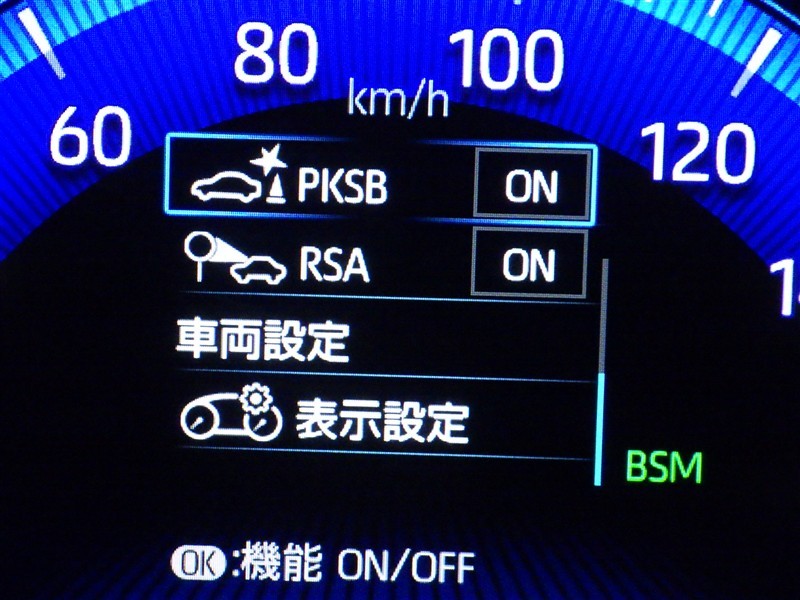 80 100
km/h
60 120
PKSB ON
RSA ON
車両設定
表示設定
BSM
OK:機能 ON/OFF